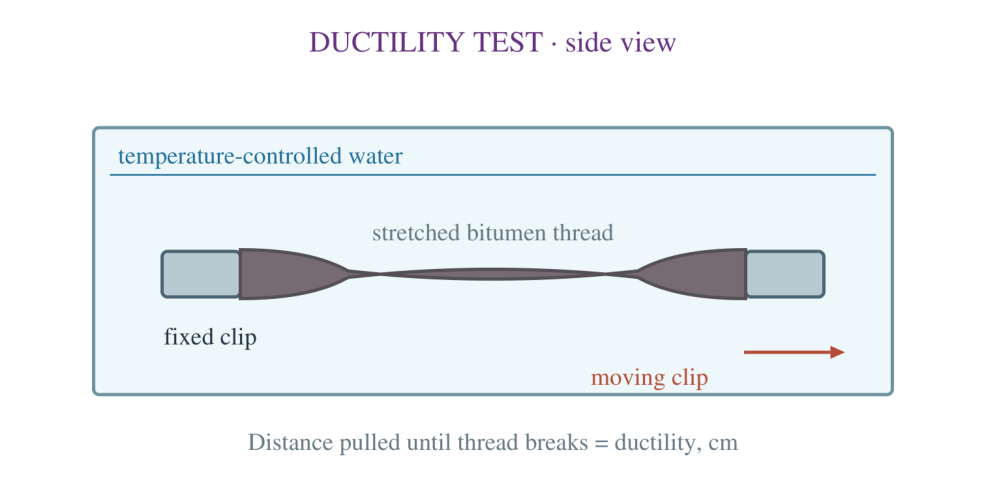 DUCTILITY TEST · side view
temperature-controlled water
stretched bitumen thread
fixed clip
moving clip
Distance pulled until thread breaks = ductility, cm